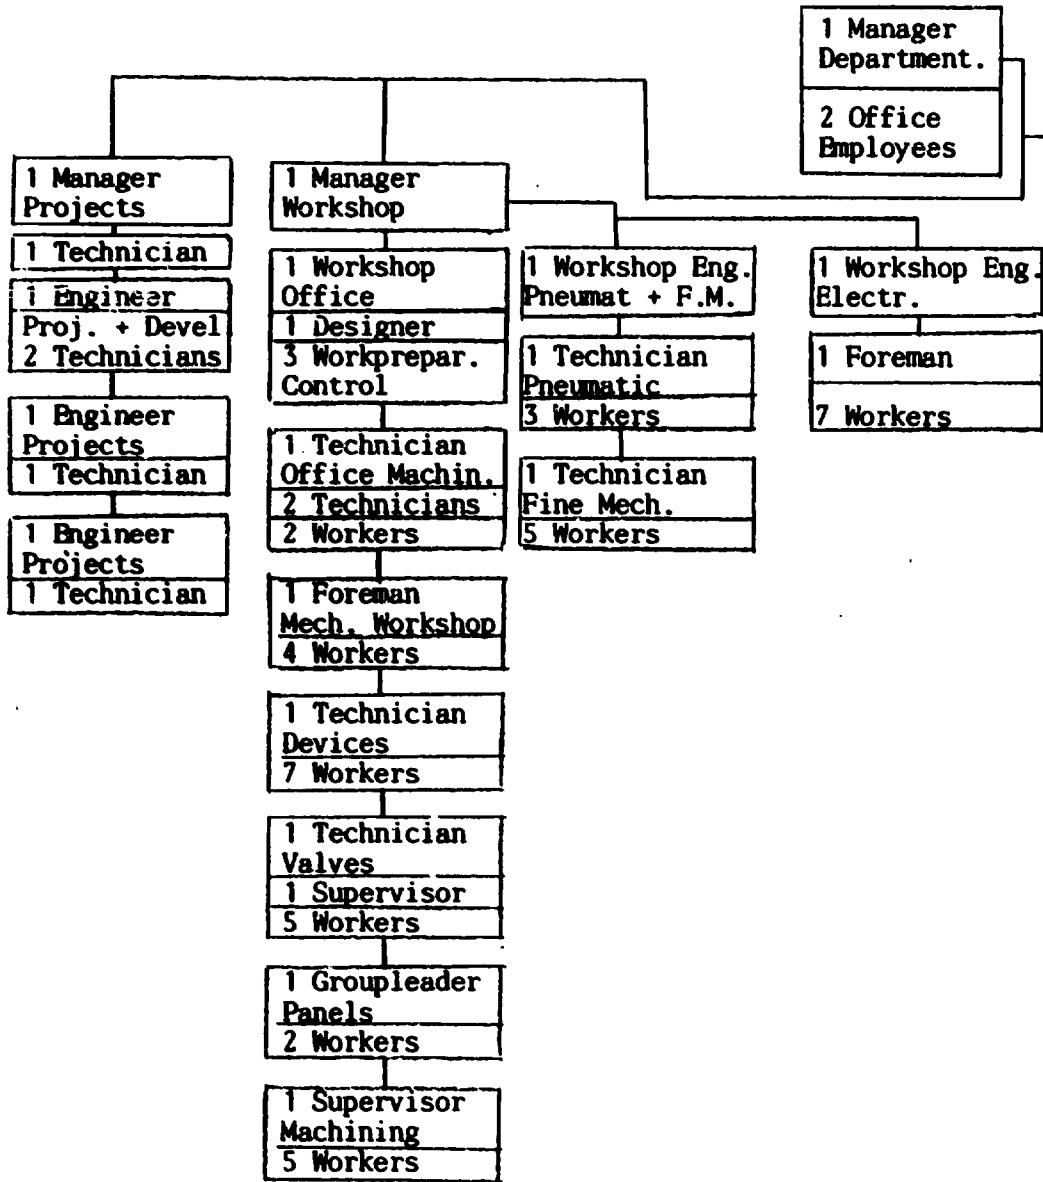 1 Manager
Department.
2 Office
Employees
1 Manager
Projects
1 Technician
1 Engineer
Proj. + Devel
2 Technicians
1 Engineer
Projects
1 Technician
1 Engineer
Projects
1 Technician
1 Manager
Workshop
1 Workshop
Office
1 Designer
3 Workprepar.
Control
1 Technician
Office Machin.
2 Technicians
2 Workers
1 Foreman
Mech. Workshop
4 Workers
1 Technician
Devices
7 Workers
1 Technician
Valves
1 Supervisor
5 Workers
1 Groupleader
Panels
2 Workers
1 Supervisor
Machining
5 Workers
1 Workshop Eng.
Pneumat + F.M.
1 Technician
Pneumatic
3 Workers
1 Technician
Fine Mech.
5 Workers
1 Workshop Eng.
Electr.
1 Foreman
7 Workers